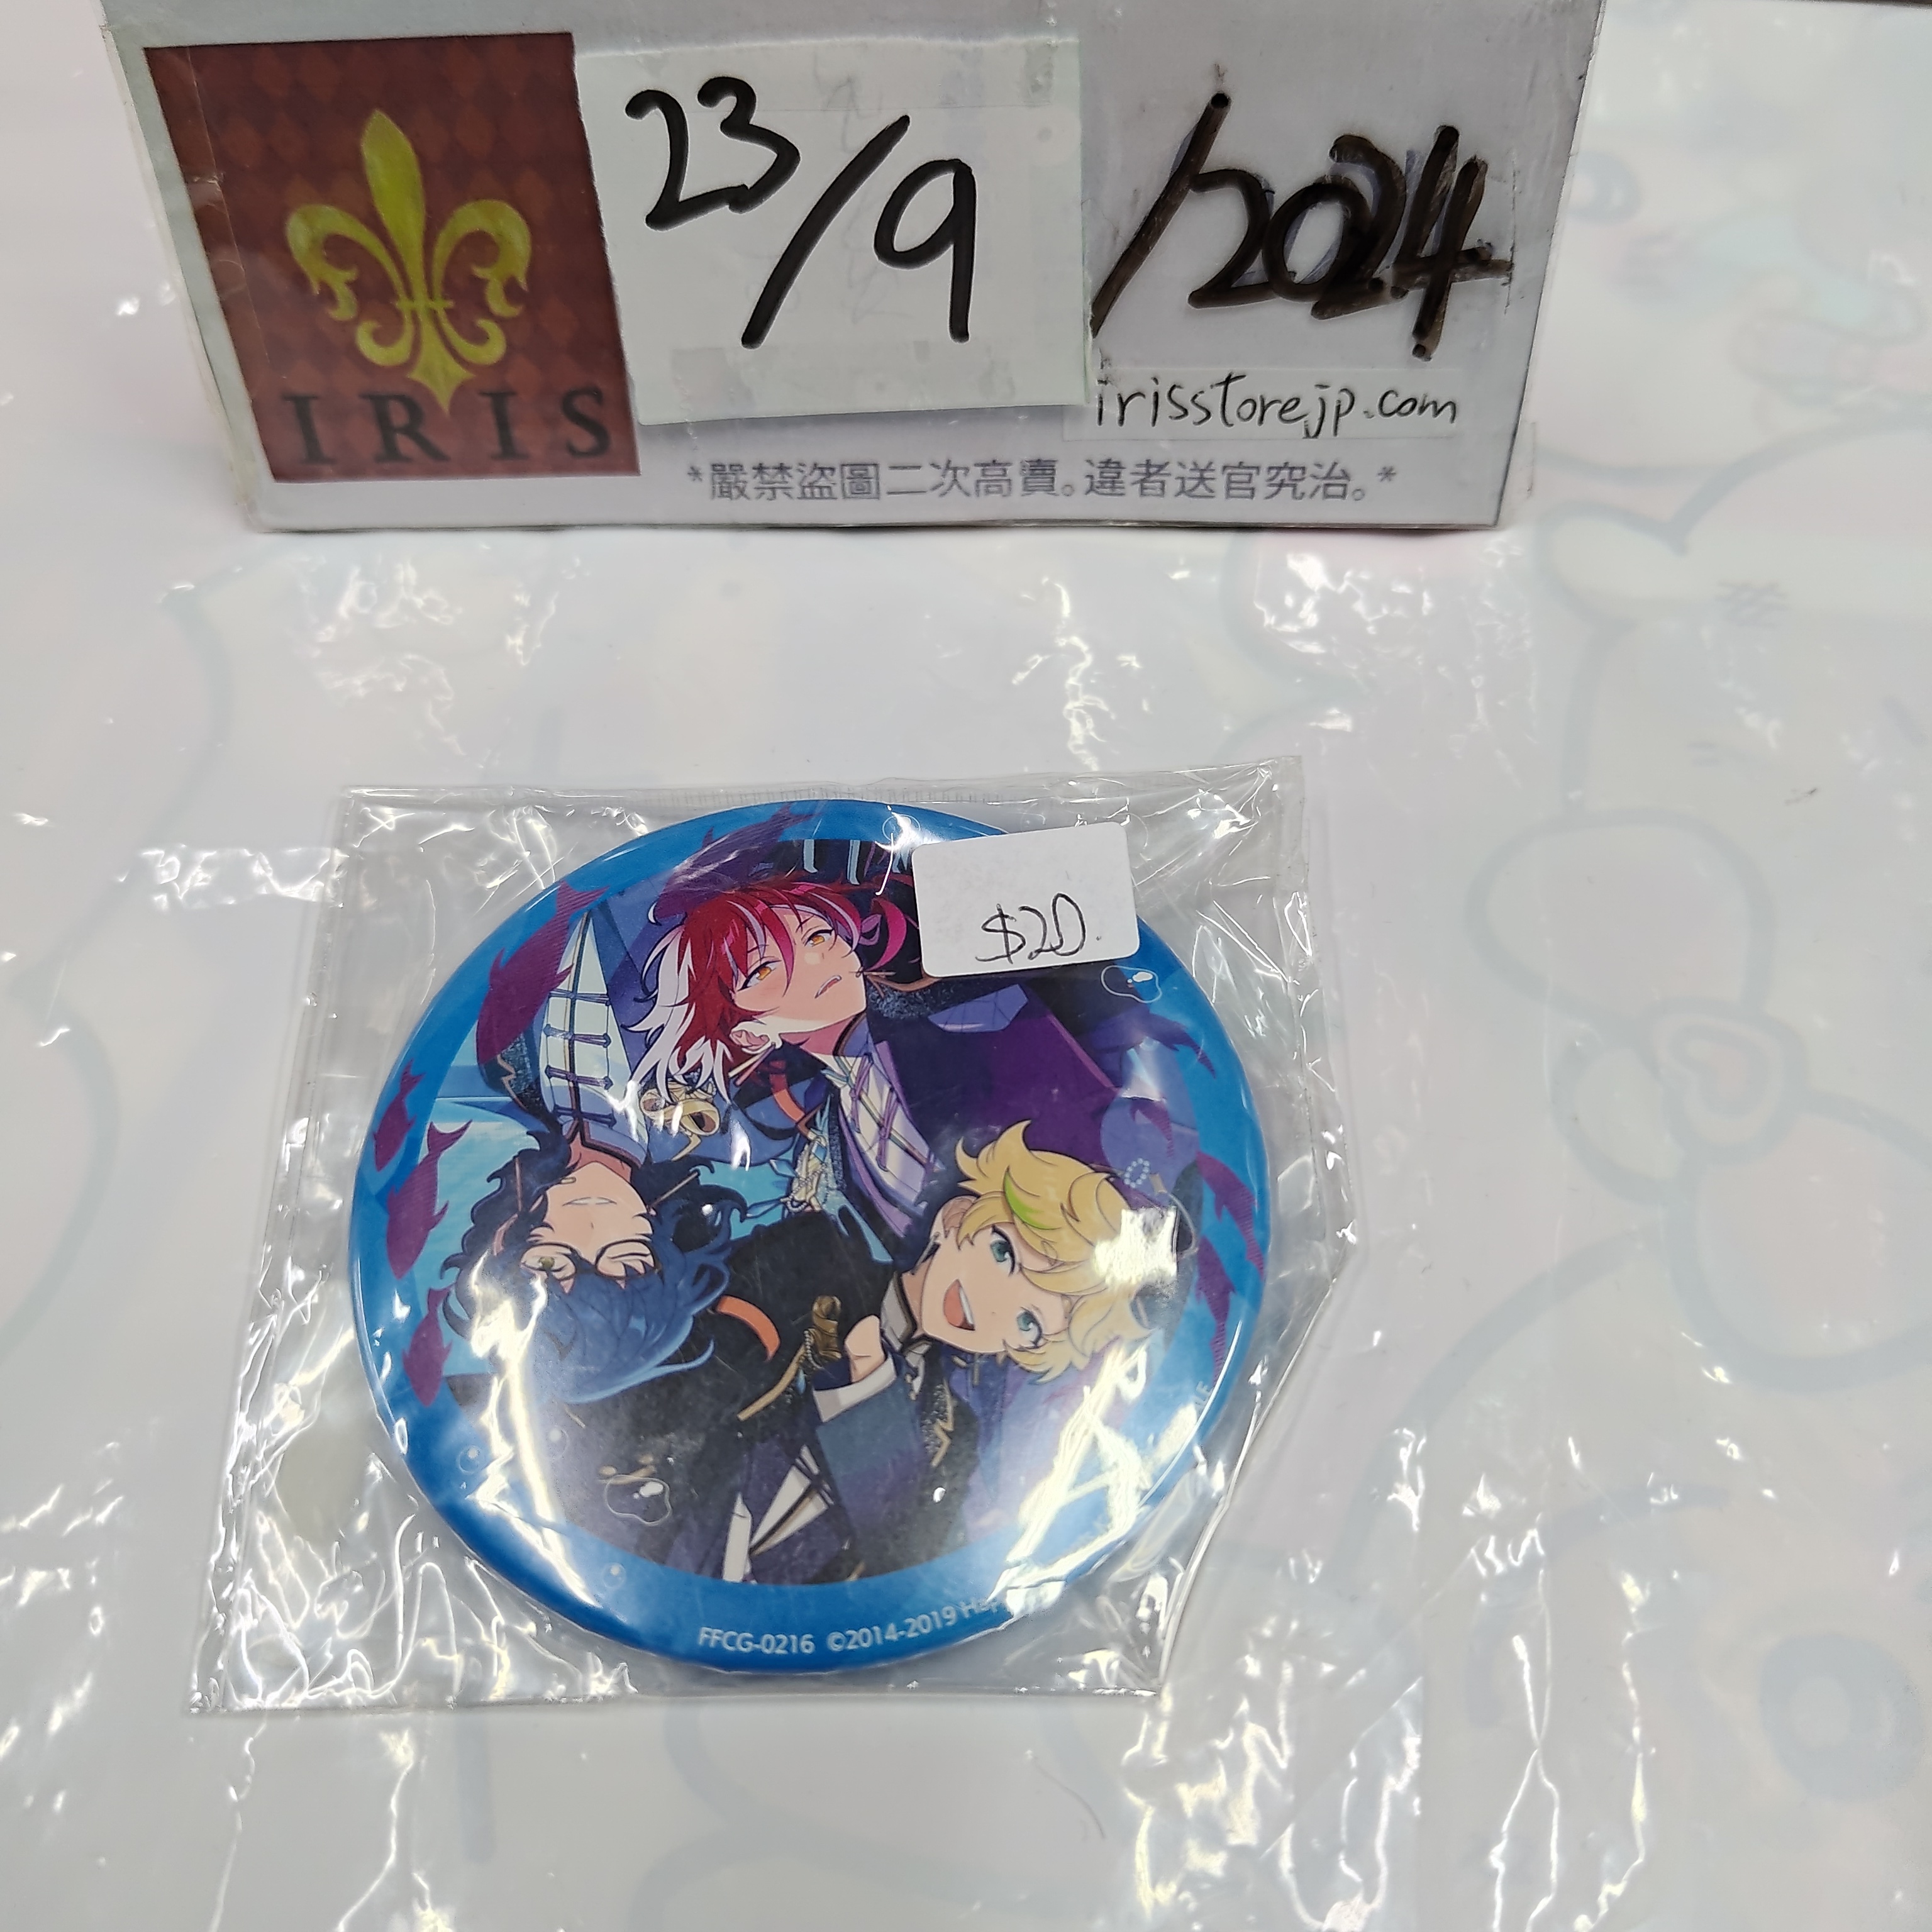 23/9/2024
IRIS
irisstorejp.com
*嚴禁盜圖二次高賣。違者送官究治。*
$20.
FFCG-0216 ©2014-2019